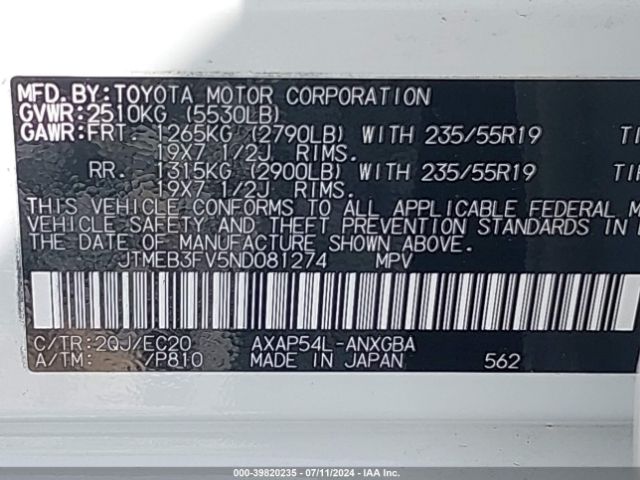 MFD.BY:TOYOTA MOTOR CORPORATION
GVWR:2510KG (5530LB)
GAWR:FRT. 1265KG (2790LB) WITH 235/55R19
19X7 1/2J RIMS.
RR. 1315KG (2900LB) WITH 235/55R19
19X7 1/2J RIMS.
THIS VEHICLE CONFORMS TO ALL APPLICABLE FEDERAL
VEHICLE SAFETY AND THEFT PREVENTION STANDARDS IN
THE DATE OF MANUFACTURE SHOWN ABOVE.
JTMEB3FV5ND081274 MPV
C/TR:2QJ/EC20 AXAP54L-ANXGBA
A/TM: /P810 MADE IN JAPAN 562
000-39820235 - 07/11/2024 - IAA Inc.